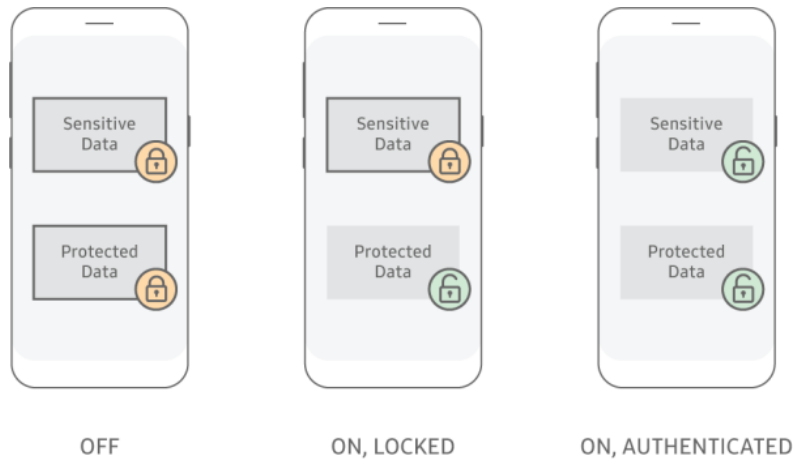 Sensitive
Data
Protected
Data
OFF
Sensitive
Data
Protected
Data
ON, LOCKED
Sensitive
Data
Protected
Data
ON, AUTHENTICATED